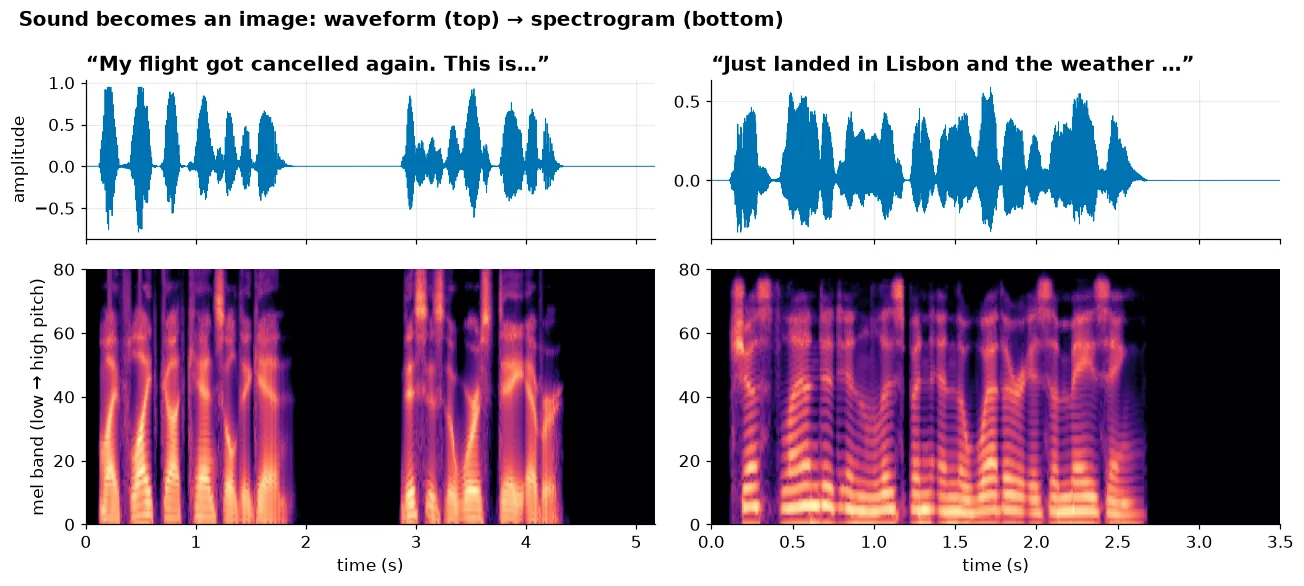 Sound becomes an image: waveform (top) → spectrogram (bottom)
“My flight got cancelled again. This is…”
“Just landed in Lisbon and the weather …”
amplitude
1.0
0.5
0.0
−0.5
0.5
0.0
mel band (low → high pitch)
80
60
40
20
0
80
60
40
20
0
0 1 2 3 4 5
0.0 0.5 1.0 1.5 2.0 2.5 3.0 3.5
time (s)
time (s)